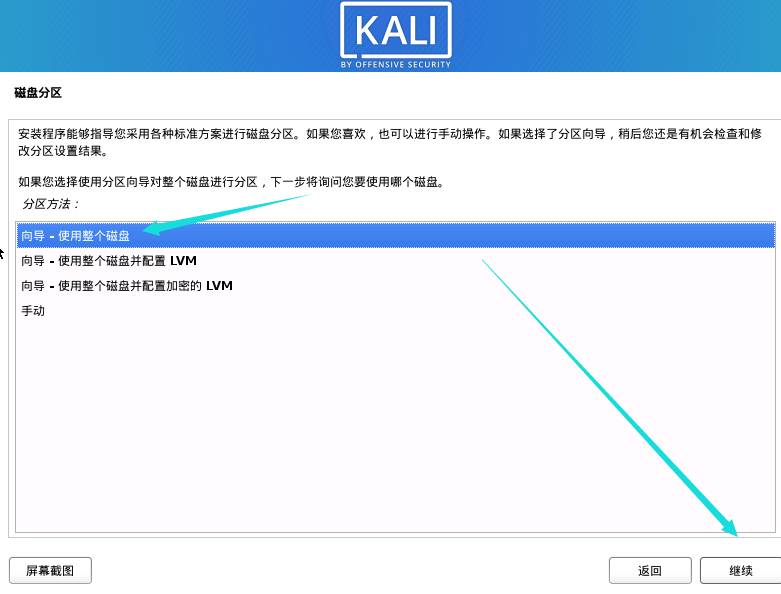 KALI
BY OFFENSIVE SECURITY
磁盘分区
安装程序能够指导您采用各种标准方案进行磁盘分区。如果您喜欢，也可以进行手动操作。如果选择了分区向导，稍后您还是有机会检查和修
改分区设置结果。
如果您选择使用分区向导对整个磁盘进行分区，下一步将询问您要使用哪个磁盘。
分区方法：
向导 - 使用整个磁盘
向导 - 使用整个磁盘并配置 LVM
向导 - 使用整个磁盘并配置加密的 LVM
手动
屏幕截图
返回
继续